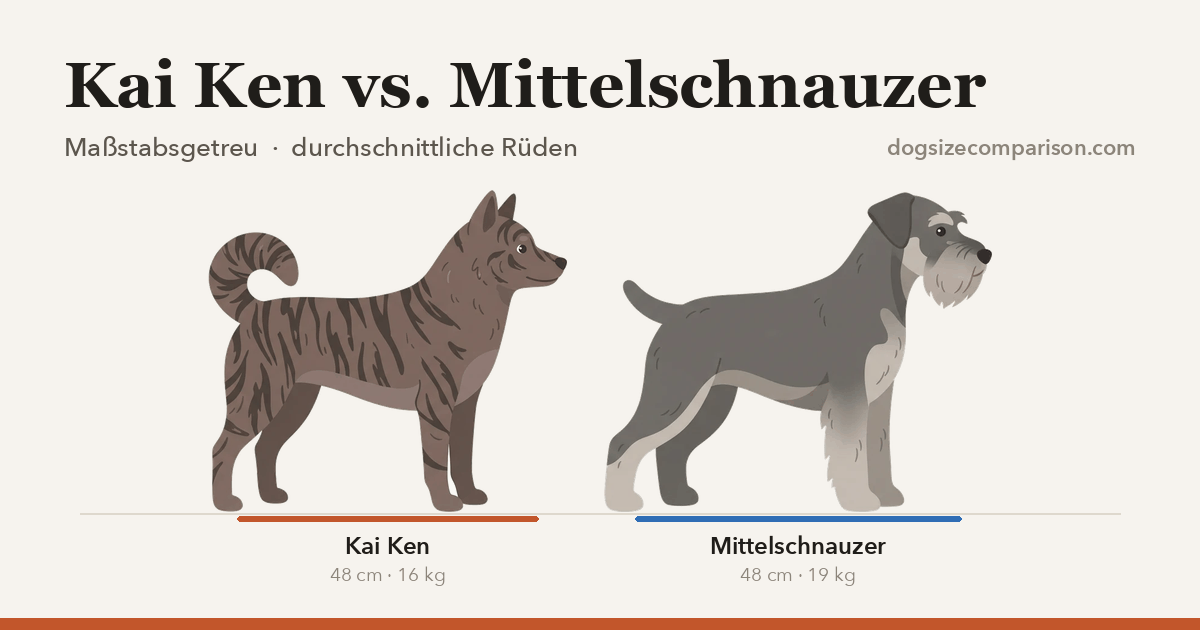 Kai Ken vs. Mittelschnauzer
Maßstabsgetreu · durchschnittliche Rüden
dogsizecomparison.com
Kai Ken
48 cm · 16 kg
Mittelschnauzer
48 cm · 19 kg